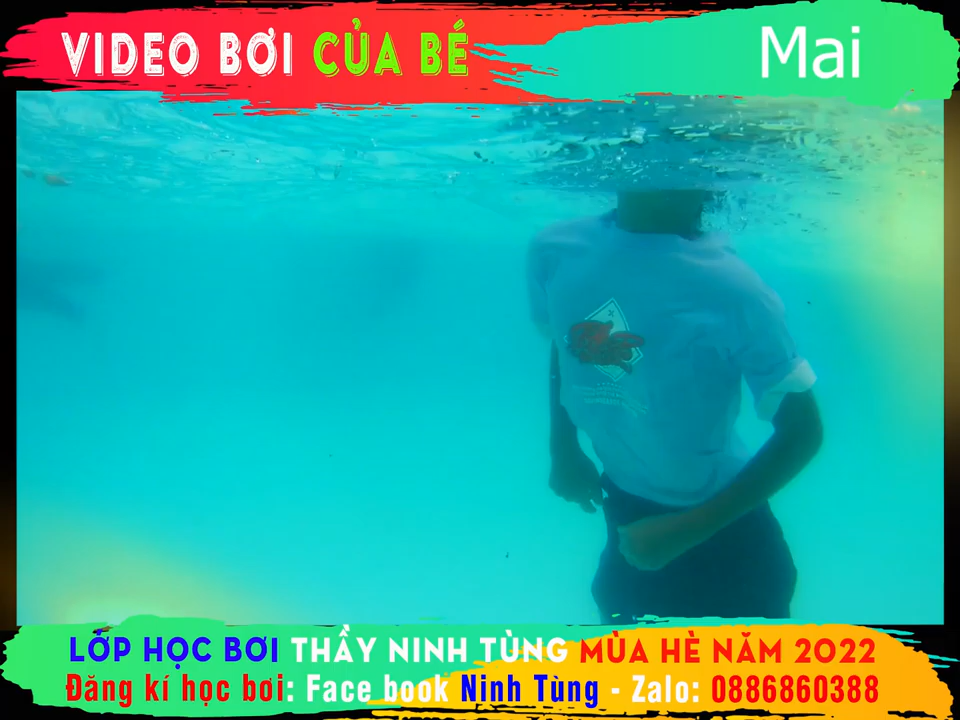 VIDEO BƠI CỦA BÉ
Mai
LỚP HỌC BƠI THẦY NINH TÙNG MÙA HÈ NĂM 2022
Đăng kí học bơi: Face book Ninh Tùng - Zalo: 0886860388